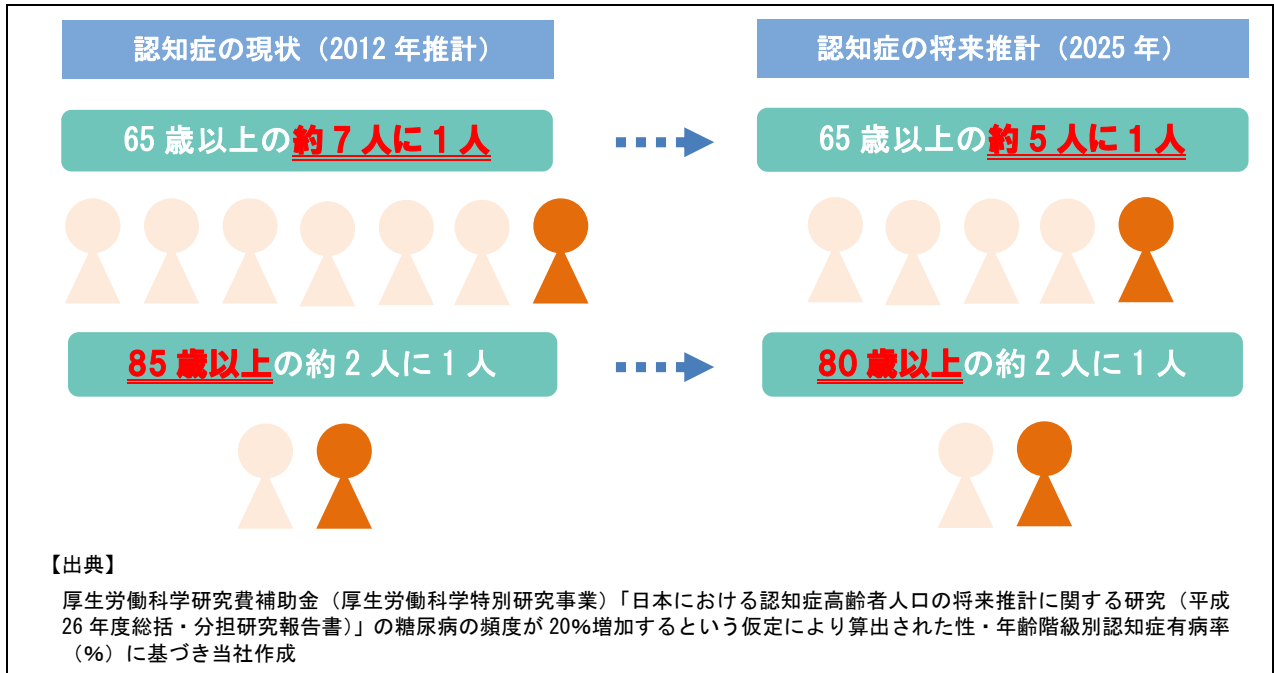 認知症の現状（2012 年推計）
認知症の将来推計（2025 年）
65 歳以上の約 7 人に 1 人
65 歳以上の約 5 人に 1 人
85 歳以上の約 2 人に 1 人
80 歳以上の約 2 人に 1 人
【出典】
厚生労働科学研究費補助金（厚生労働科学特別研究事業）「日本における認知症高齢者人口の将来推計に関する研究（平成
26 年度総括・分担研究報告書）」の糖尿病の頻度が 20%増加するという仮定により算出された性・年齢階級別認知症有病率
（%）に基づき当社作成